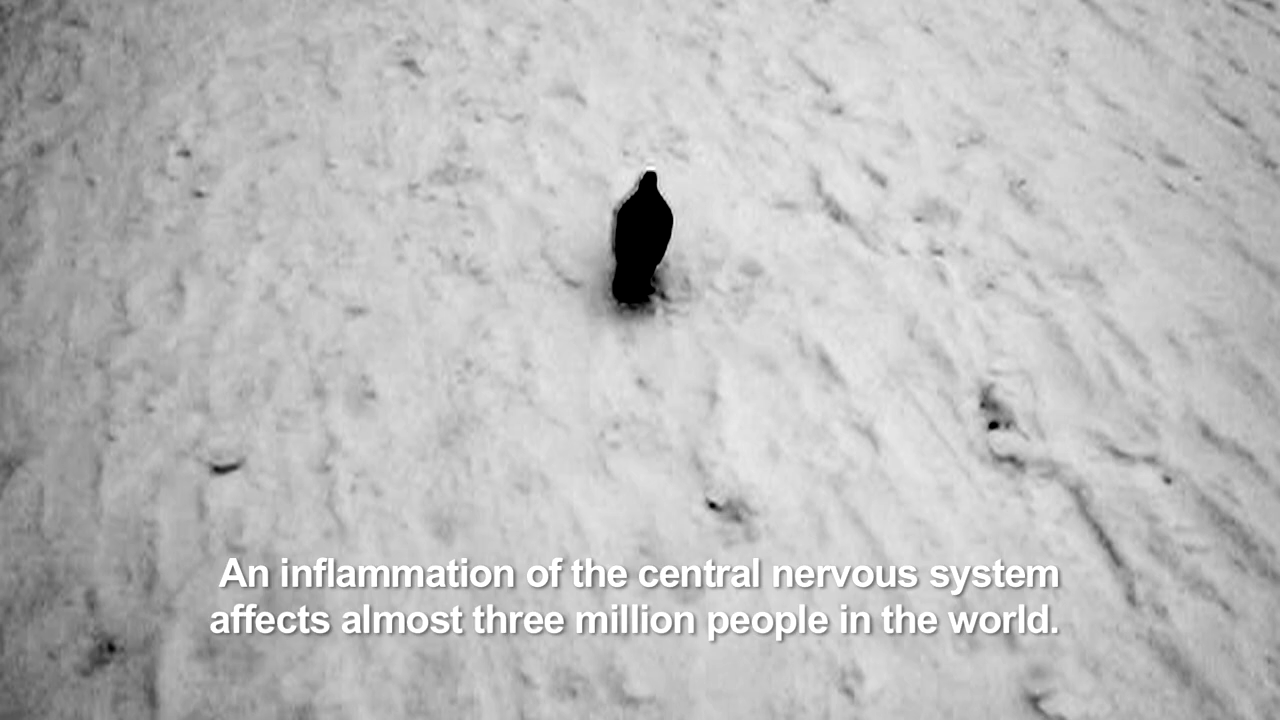 An inflammation of the central nervous system
affects almost three million people in the world.